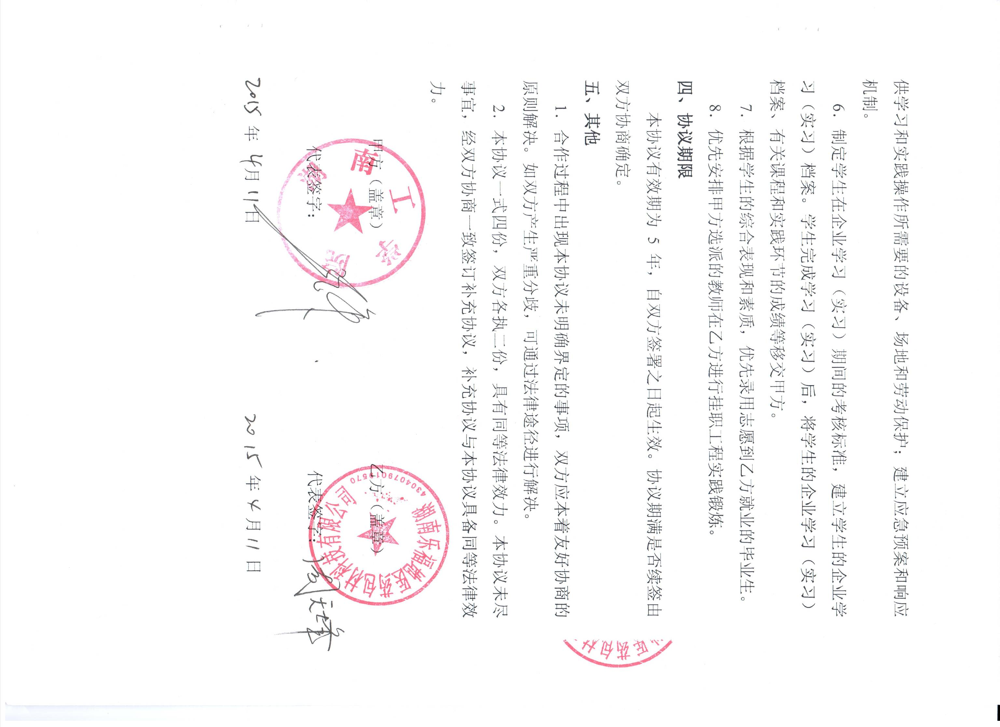 供学习和实践操作所需要的设备、场地和劳动保护；建立应急预案和响应
机制。
6. 制定学生在企业学习（实习）期间的考核标准，建立学生的企业学
习（实习）档案。学生完成学习（实习）后，将学生的企业学习（实习）
档案、有关课程和实践环节的成绩等移交甲方。
7. 根据学生的综合表现和素质，优先录用志愿到乙方就业的毕业生。
8. 优先安排甲方选派的教师在乙方进行挂职工程实践锻炼。
四、协议期限
本协议有效期为 5 年，自双方签署之日起生效。协议期满是否续签由
双方协商确定。
五、其他
1. 合作过程中出现本协议未明确界定的事项，双方应本着友好协商的
原则解决。如双方产生严重分歧，可通过法律途径进行解决。
2. 本协议一式四份，双方各执二份，具有同等法律效力。本协议未尽
事宜，经双方协商一致签订补充协议，补充协议与本协议具备同等法律效
力。
甲方（盖章）
湖南工学院
代表签字：
2015 年 4月 11日
乙方（盖章）
湖南乐福地医药包材科技有限公司
4304079019570
代表签字：
2015 年 4 月 11 日
医药包材